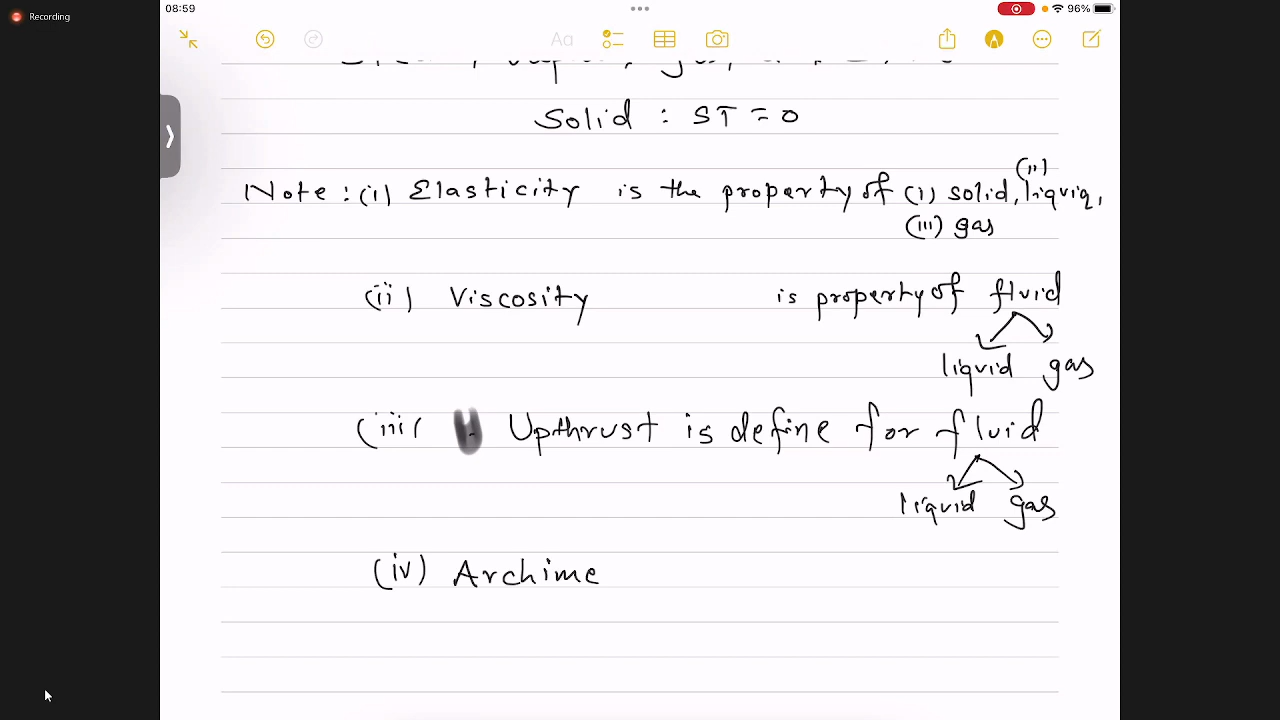 08:59
96%
Recording
Aa
Solid : ST = 0
(ii)
Note : (i) Elasticity is the property of (i) solid, liquiq,
(iii) gas
(ii) Viscosity is property of fluid
liquid gas
(iii( Upthrust is define for fluid
liquid gas
(iv) Archime